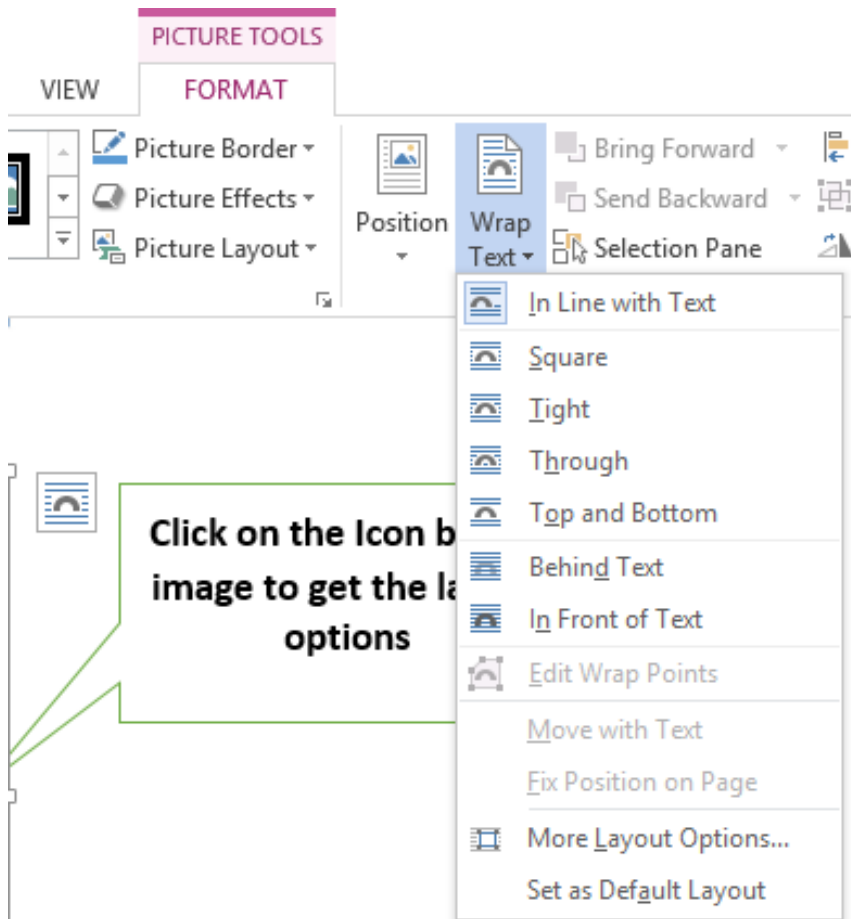 PICTURE TOOLS
VIEW FORMAT
Picture Border
Picture Effects
Picture Layout
Position
Wrap
Text
Bring Forward
Send Backward
Selection Pane
In Line with Text
Square
Tight
Through
Top and Bottom
Behind Text
In Front of Text
Edit Wrap Points
Move with Text
Fix Position on Page
More Layout Options...
Set as Default Layout
Click on the Icon
image to get the
options